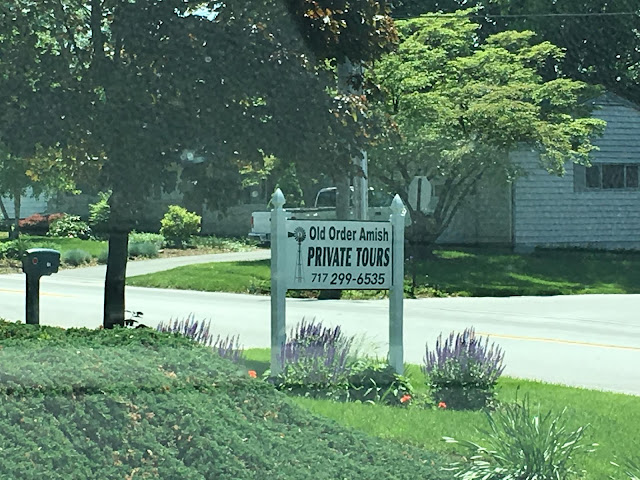 Old Order Amish
PRIVATE TOURS
717 299-6535